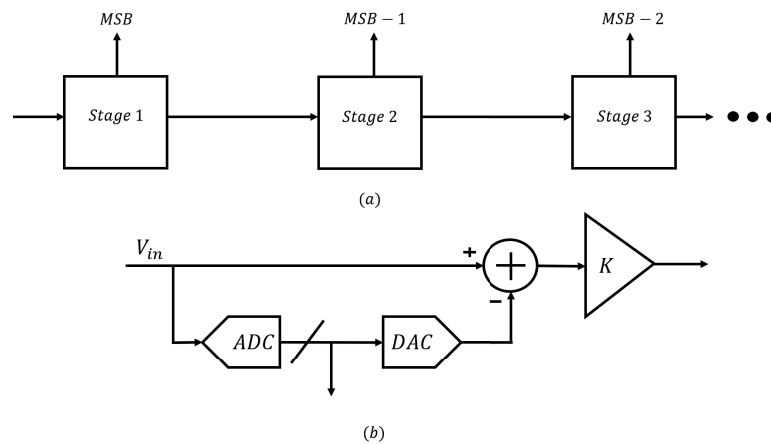 MSB
MSB − 1
MSB − 2
Stage 1
Stage 2
Stage 3
(a)
V_in
+
−
K
ADC
DAC
(b)